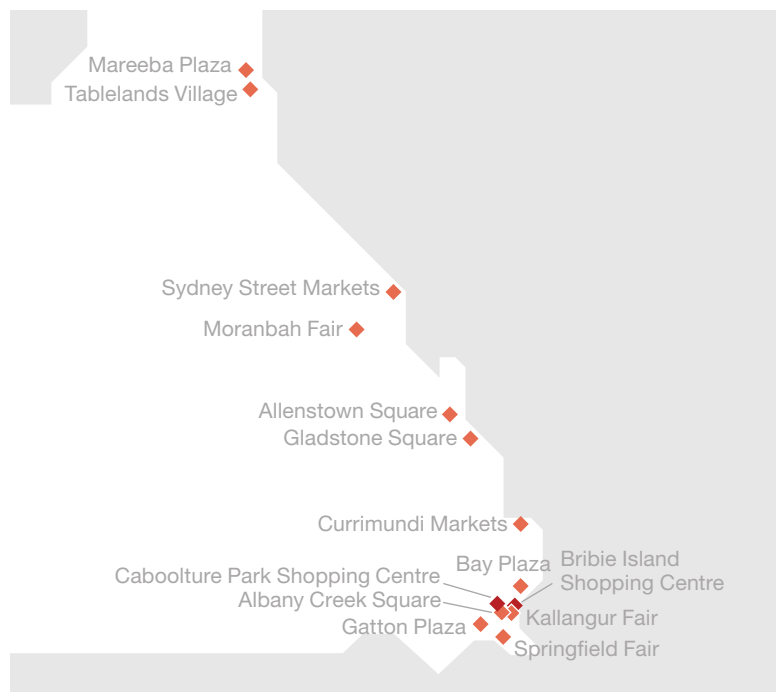 Mareeba Plaza
Tablelands Village
Sydney Street Markets
Moranbah Fair
Allenstown Square
Gladstone Square
Currimundi Markets
Bay Plaza
Bribie Island
Shopping Centre
Caboolture Park Shopping Centre
Albany Creek Square
Kallangur Fair
Gatton Plaza
Springfield Fair